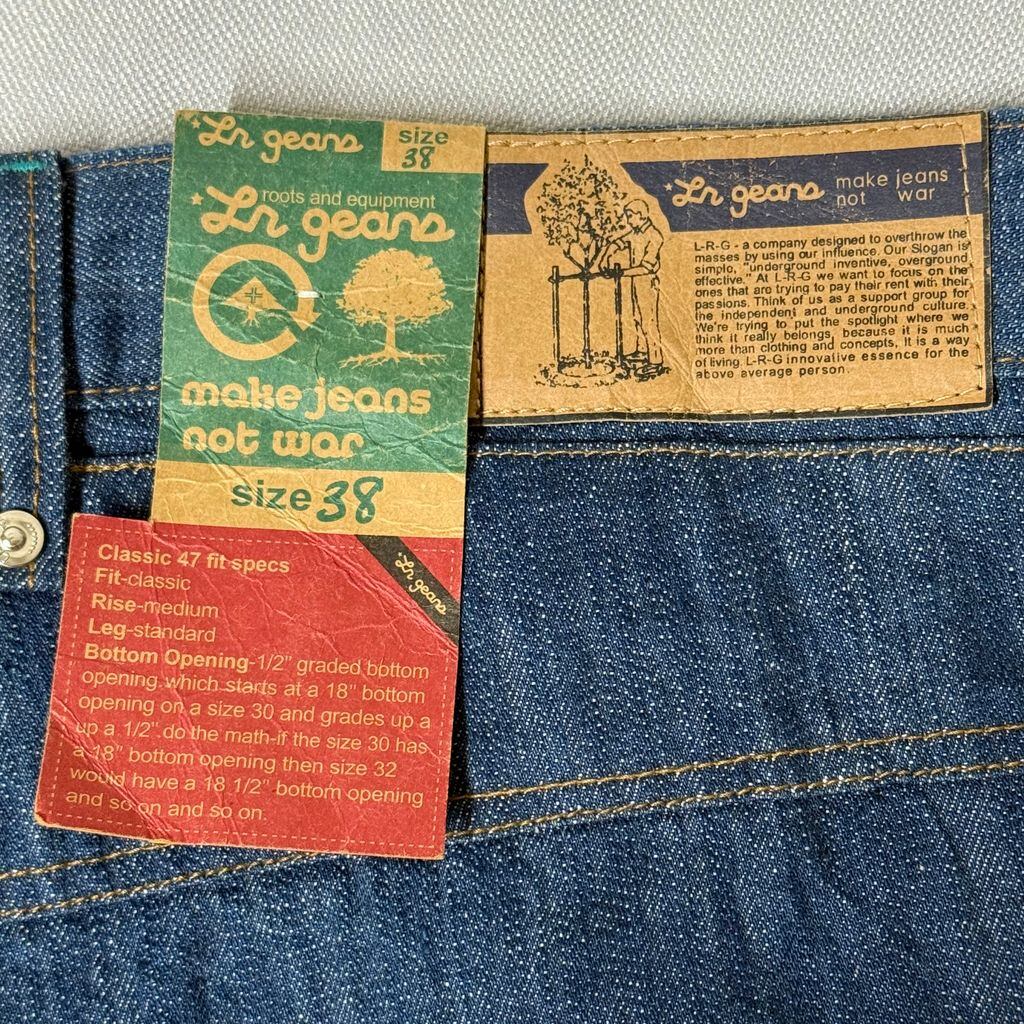 Lr geans
size
38
roots and equipment
Lr geans
make jeans
not war
size 38
Classic 47 fit specs
Fit-classic
Rise-medium
Leg-standard
Bottom Opening-1/2" graded bottom
opening which starts at a 18" bottom
opening on a size 30 and grades up a
up a 1/2". do the math-if the size 30 has
a 18" bottom opening then size 32
would have a 18 1/2" bottom opening
and so on and so on.
Lr geans
Lr geans
make jeans
not war
L-R-G - a company designed to overthrow the
masses by using our influence. Our Slogan is
simple, "underground inventive, overground
effective." At L-R-G we want to focus on the
ones that are trying to pay their rent with their
passions. Think of us as a support group for
the independent and underground culture.
We're trying to put the spotlight where we
think it really belongs, because it is much
more than clothing and concepts, It is a way
of living. L-R-G innovative essence for the
above average person.